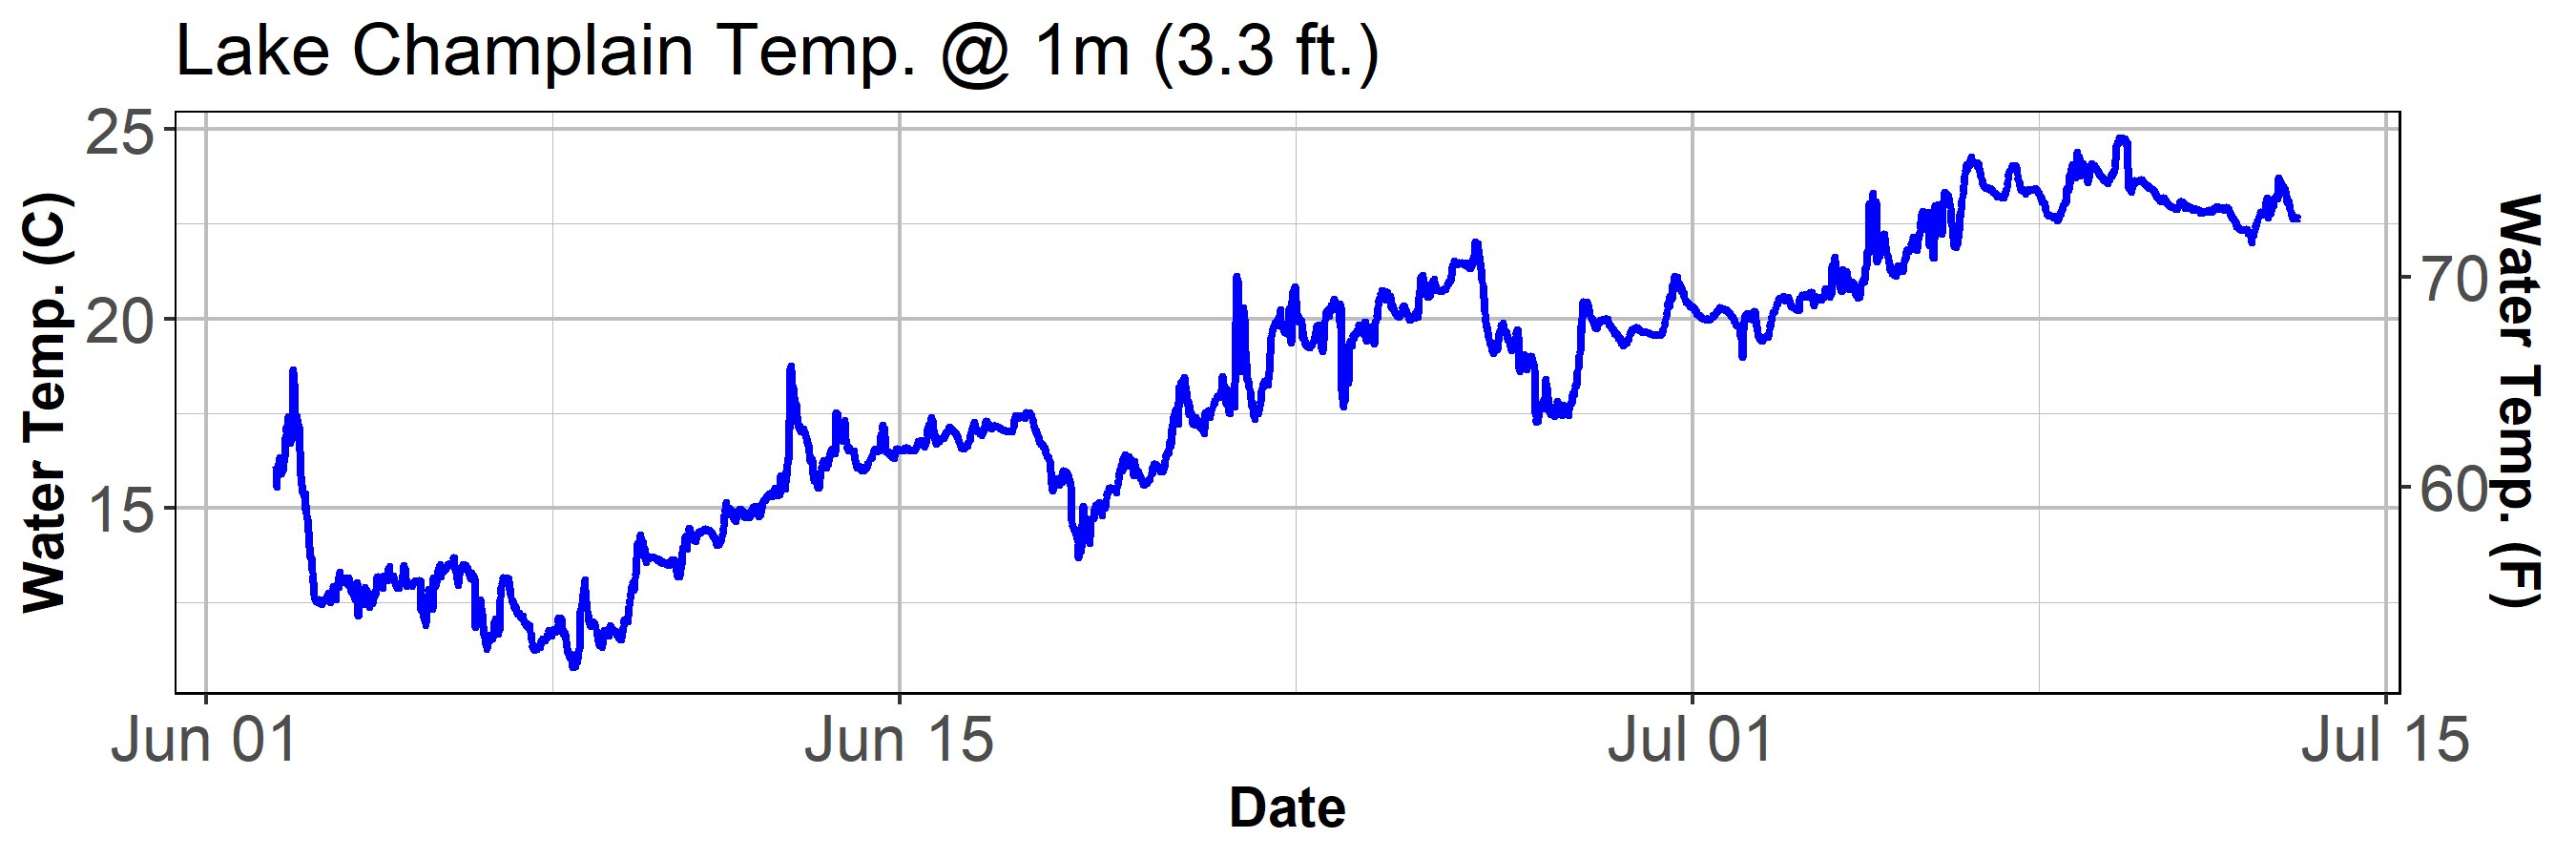 Lake Champlain Temp. @ 1m (3.3 ft.)
25
20
15
Water Temp. (C)
70
60
Water Temp. (F)
Jun 01 Jun 15 Jul 01 Jul 15
Date